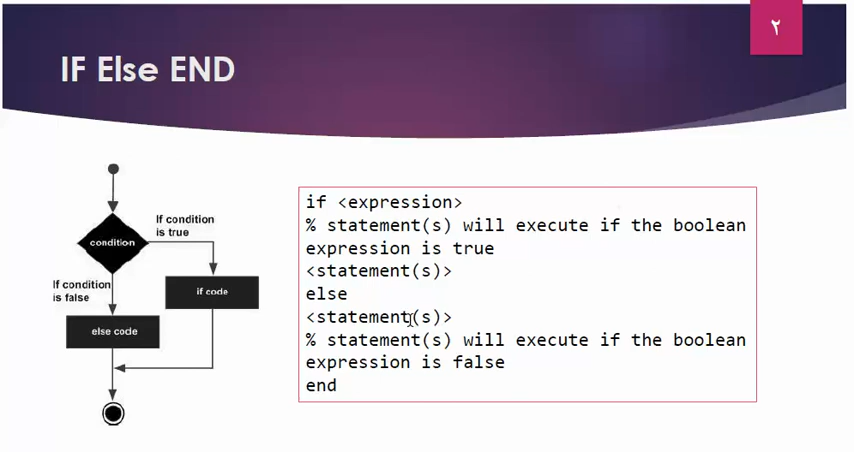 ٢
IF Else END
If condition
is true
condition
If condition
is false
if code
else code
if <expression>
% statement(s) will execute if the boolean
expression is true
<statement(s)>
else
<statement(s)>
% statement(s) will execute if the boolean
expression is false
end